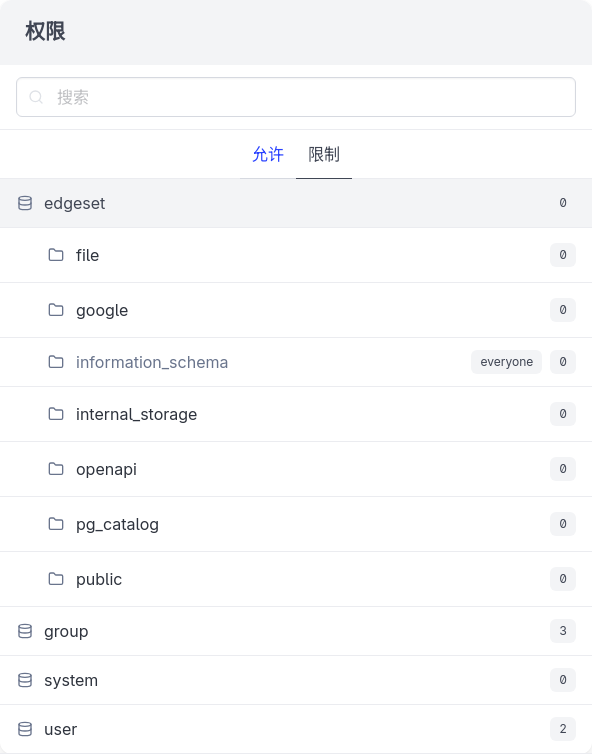 权限
搜索
允许 限制
edgeset 0
file 0
google 0
information_schema everyone 0
internal_storage 0
openapi 0
pg_catalog 0
public 0
group 3
system 0
user 2